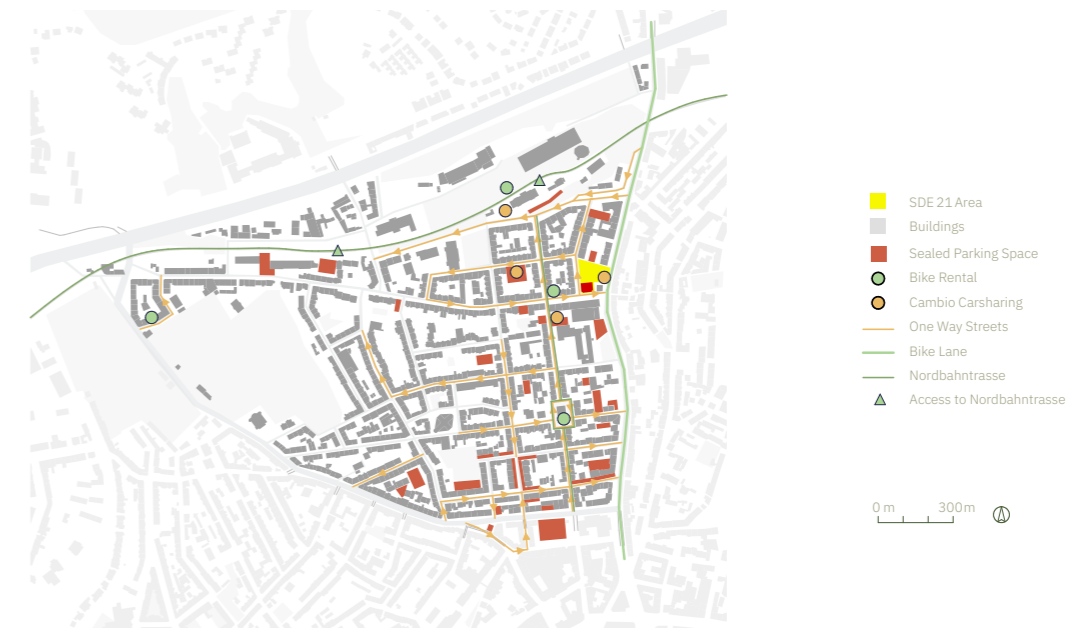 SDE 21 Area
Buildings
Sealed Parking Space
Bike Rental
Cambio Carsharing
One Way Streets
Bike Lane
Nordbahntrasse
Access to Nordbahntrasse
0 m 300m